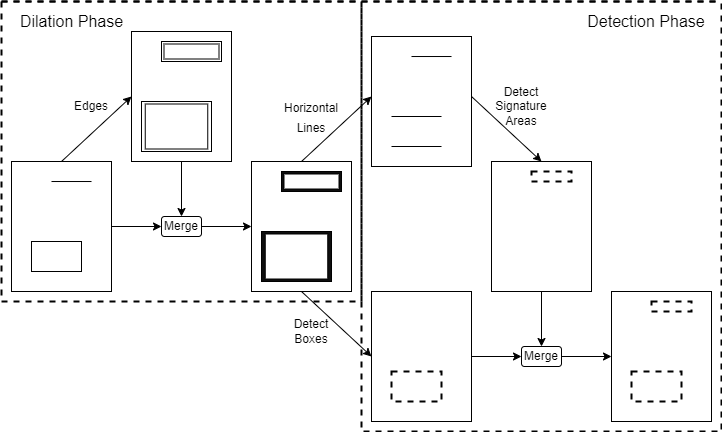 Dilation Phase
Detection Phase
Edges
Horizontal
Lines
Detect
Signature
Areas
Merge
Detect
Boxes
Merge